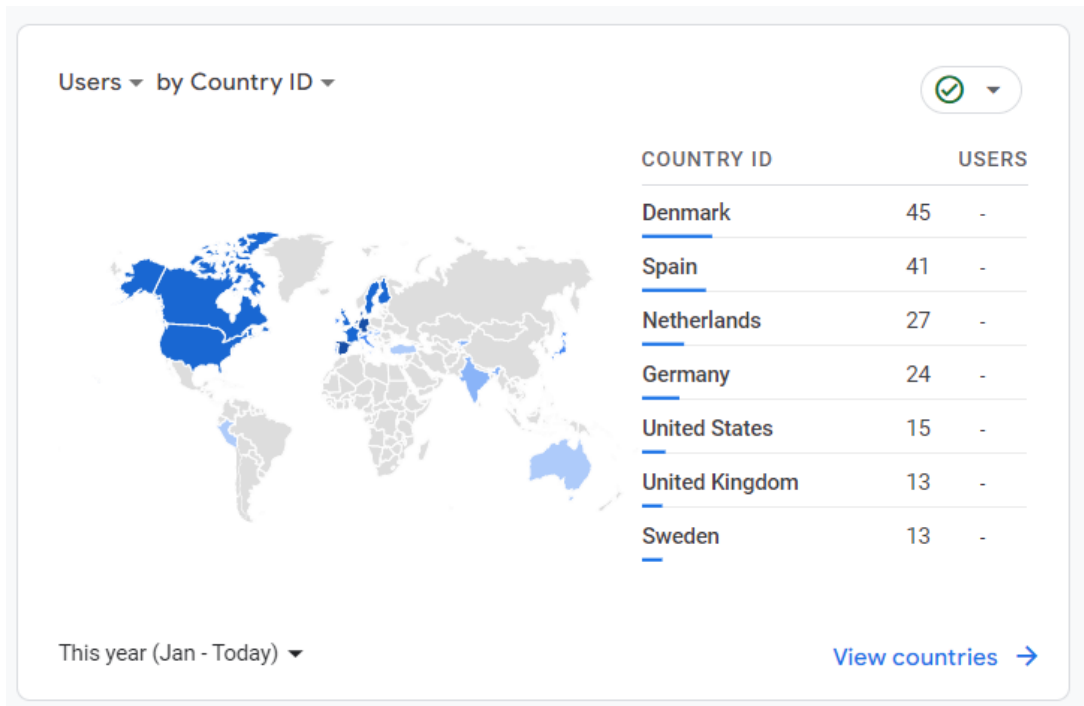 Users by Country ID
COUNTRY ID USERS
Denmark 45 -
Spain 41 -
Netherlands 27 -
Germany 24 -
United States 15 -
United Kingdom 13 -
Sweden 13 -
This year (Jan - Today)
View countries